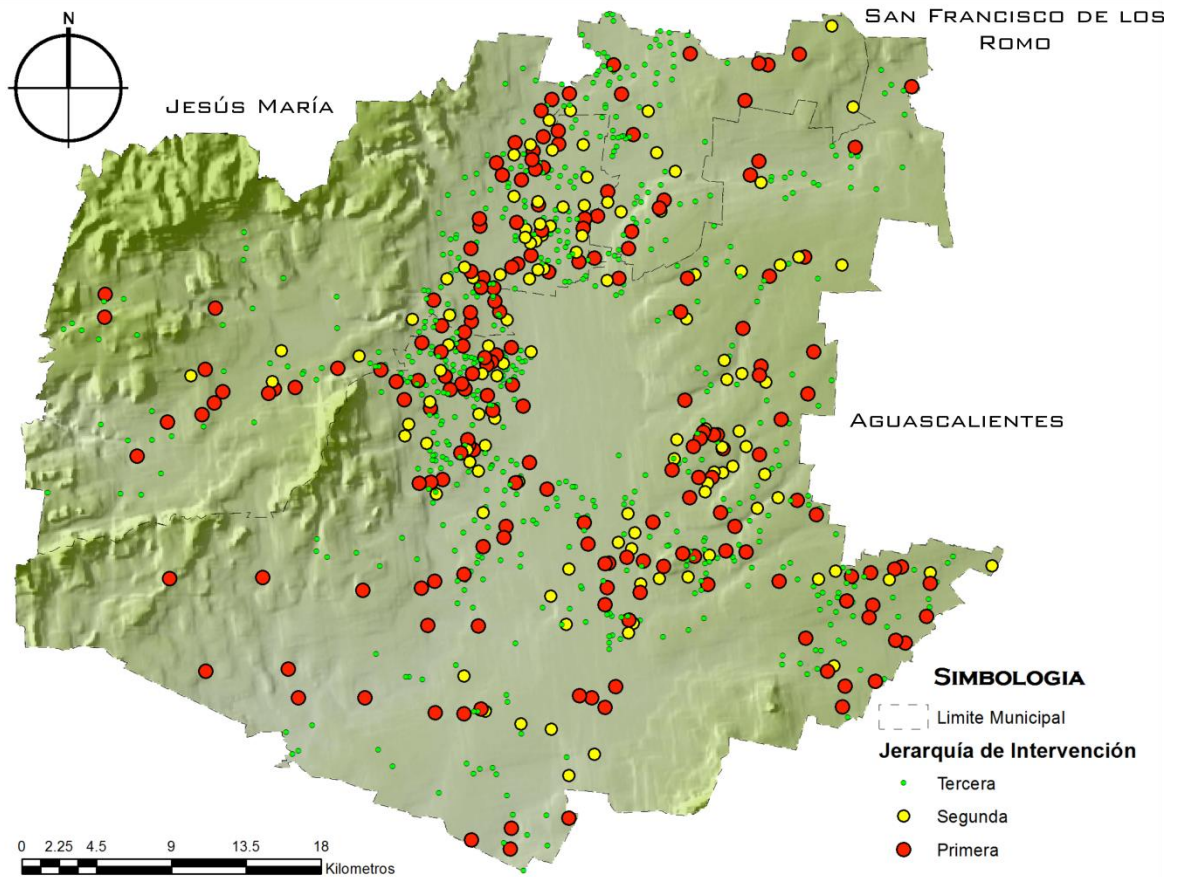 N
SAN FRANCISCO DE LOS
ROMO
JESÚS MARÍA
AGUASCALIENTES
SIMBOLOGIA
Limite Municipal
Jerarquía de Intervención
Tercera
Segunda
Primera
0 2.25 4.5 9 13.5 18
Kilometros